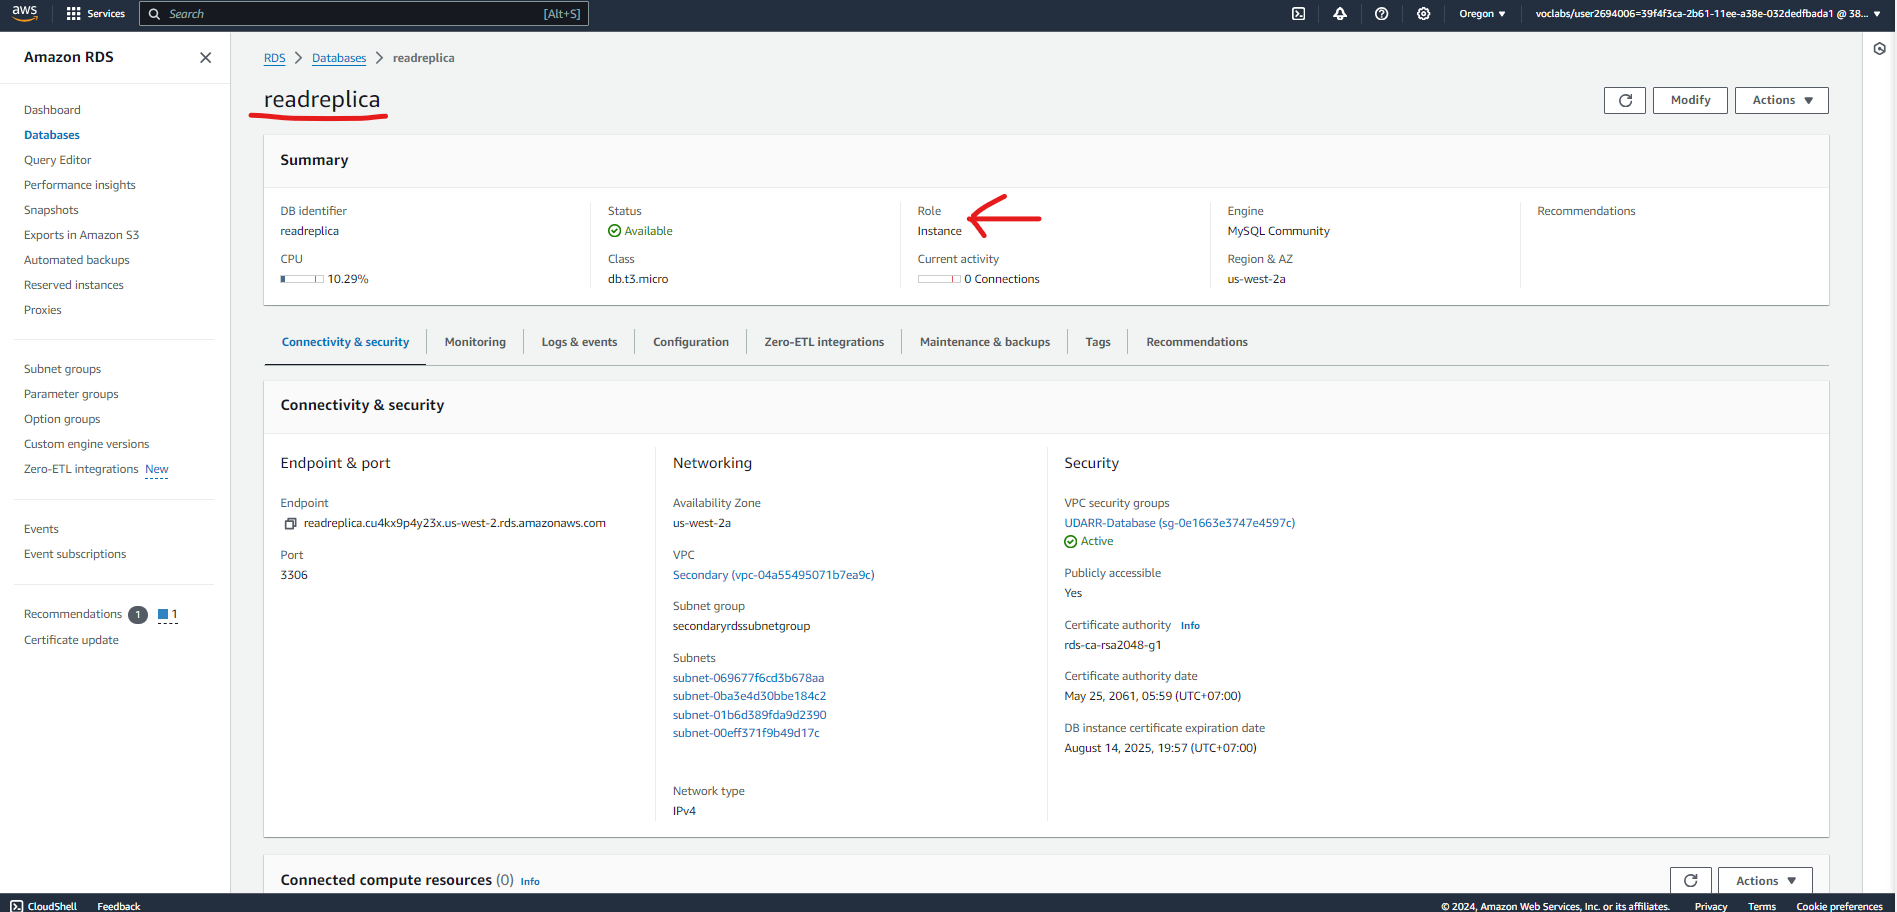 aws
Services
Search
[Alt+S]
Oregon ▼
voclabs/user2694006=39f4f3ca-2b61-11ee-a38e-032dedfbada1 @ 38... ▼
Amazon RDS
Dashboard
Databases
Query Editor
Performance insights
Snapshots
Exports in Amazon S3
Automated backups
Reserved instances
Proxies
Subnet groups
Parameter groups
Option groups
Custom engine versions
Zero-ETL integrations New
Events
Event subscriptions
Recommendations 1 1
Certificate update
RDS > Databases > readreplica
readreplica
Modify
Actions ▼
Summary
DB identifier
readreplica
CPU
10.29%
Status
Available
Class
db.t3.micro
Role
Instance
Current activity
0 Connections
Engine
MySQL Community
Region & AZ
us-west-2a
Recommendations
Connectivity & security
Monitoring
Logs & events
Configuration
Zero-ETL integrations
Maintenance & backups
Tags
Recommendations
Connectivity & security
Endpoint & port
Endpoint
readreplica.cu4kx9p4y23x.us-west-2.rds.amazonaws.com
Port
3306
Networking
Availability Zone
us-west-2a
VPC
Secondary (vpc-04a55495071b7ea9c)
Subnet group
secondaryrdssubnetgroup
Subnets
subnet-069677f6cd3b678aa
subnet-0ba3e4d30bbe184c2
subnet-01b6d389fda9d2390
subnet-00eff371f9b49d17c
Network type
IPv4
Security
VPC security groups
UDARR-Database (sg-0e1663e3747e4597c)
Active
Publicly accessible
Yes
Certificate authority Info
rds-ca-rsa2048-g1
Certificate authority date
May 25, 2061, 05:59 (UTC+07:00)
DB instance certificate expiration date
August 14, 2025, 19:57 (UTC+07:00)
Connected compute resources (0) Info
Actions ▼
CloudShell
Feedback
© 2024, Amazon Web Services, Inc. or its affiliates.
Privacy
Terms
Cookie preferences